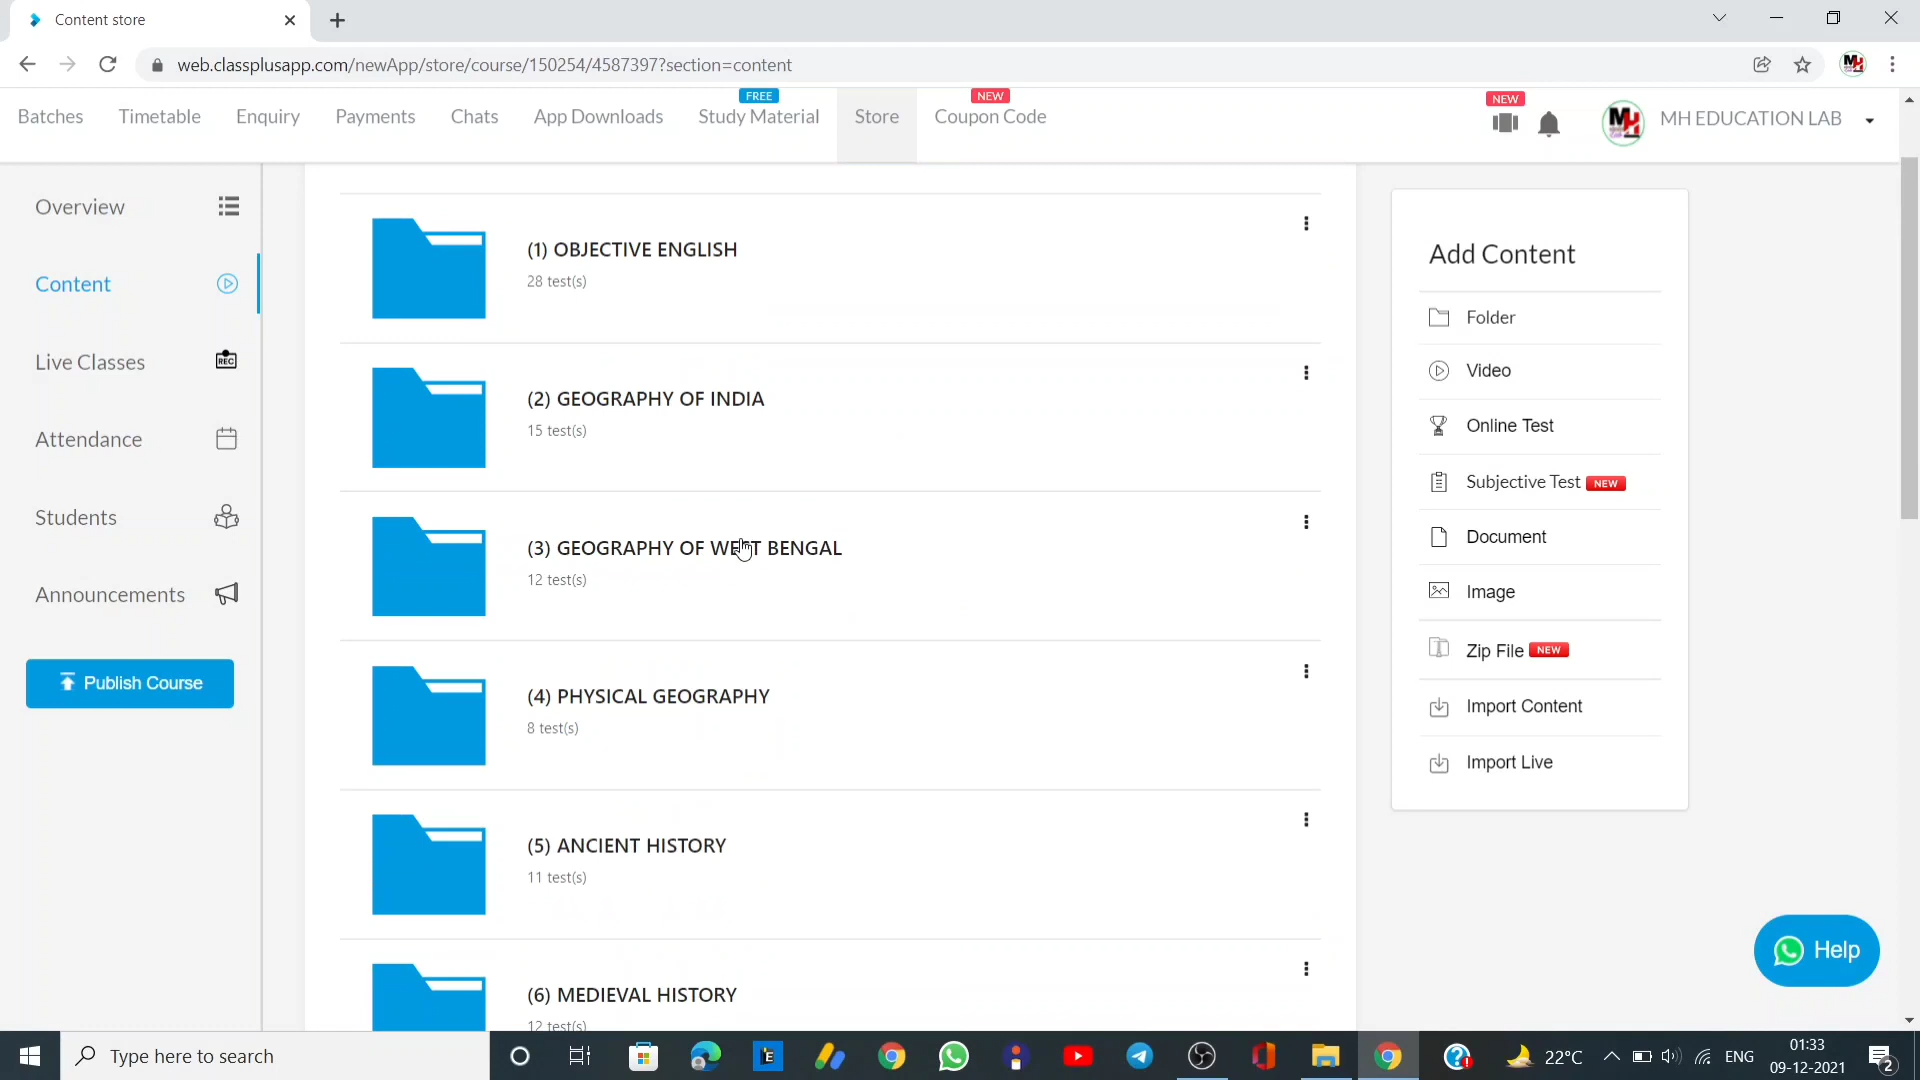 Content store
web.classplusapp.com/newApp/store/course/150254/4587397?section=content
FREE
NEW
NEW
Batches Timetable Enquiry Payments Chats App Downloads Study Material Store Coupon Code
MH EDUCATION LAB
Overview
Content
Live Classes
REC
Attendance
Students
Announcements
Publish Course
(1) OBJECTIVE ENGLISH
28 test(s)
(2) GEOGRAPHY OF INDIA
15 test(s)
(3) GEOGRAPHY OF WEST BENGAL
12 test(s)
(4) PHYSICAL GEOGRAPHY
8 test(s)
(5) ANCIENT HISTORY
11 test(s)
(6) MEDIEVAL HISTORY
12 test(s)
Add Content
Folder
Video
Online Test
Subjective Test NEW
Document
Image
Zip File NEW
Import Content
Import Live
Help
Type here to search
22°C
ENG
01:33
09-12-2021
2